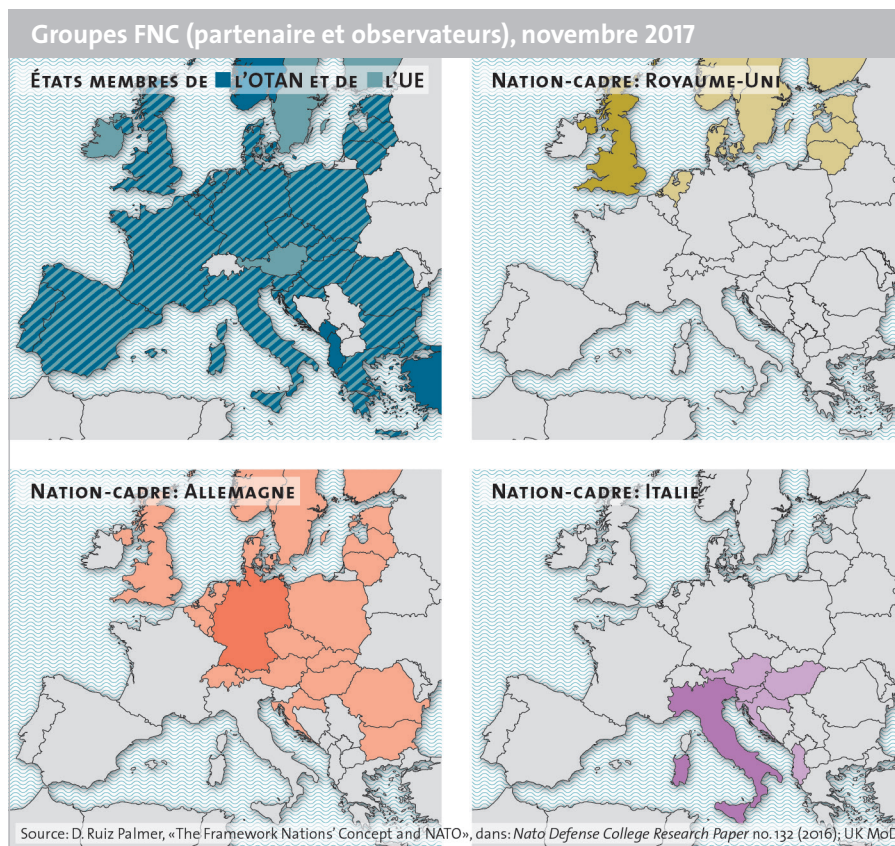 Groupes FNC (partenaire et observateurs), novembre 2017
États membres de l'OTAN et de l'UE
Nation-cadre: Royaume-Uni
Nation-cadre: Allemagne
Nation-cadre: Italie
Source: D. Ruiz Palmer, «The Framework Nations' Concept and NATO», dans: Nato Defense College Research Paper no. 132 (2016); UK MoD